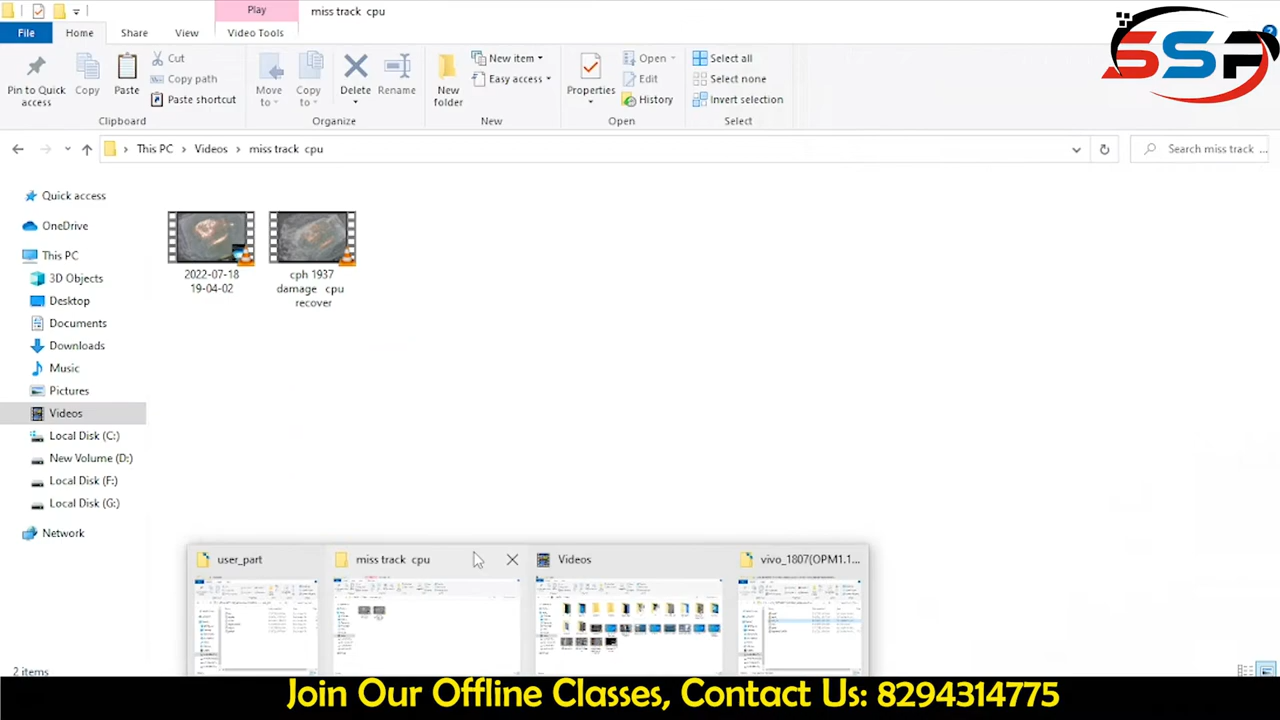 Play
miss track cpu
File
Home
Share
View
Video Tools
Pin to Quick access
Copy
Paste
Cut
Copy path
Paste shortcut
Clipboard
Move to
Copy to
Delete
Rename
Organize
New folder
New item
Easy access
New
Properties
Open
Edit
History
Open
Select all
Select none
Invert selection
Select
SSP
This PC > Videos > miss track cpu
Search miss track ...
Quick access
OneDrive
This PC
3D Objects
Desktop
Documents
Downloads
Music
Pictures
Videos
Local Disk (C:)
New Volume (D:)
Local Disk (F:)
Local Disk (G:)
Network
2022-07-18
19-04-02
cph 1937
damage cpu
recover
user_part
miss track cpu
Videos
vivo_1807(OPM1.1...
2 items
Join Our Offline Classes, Contact Us: 8294314775